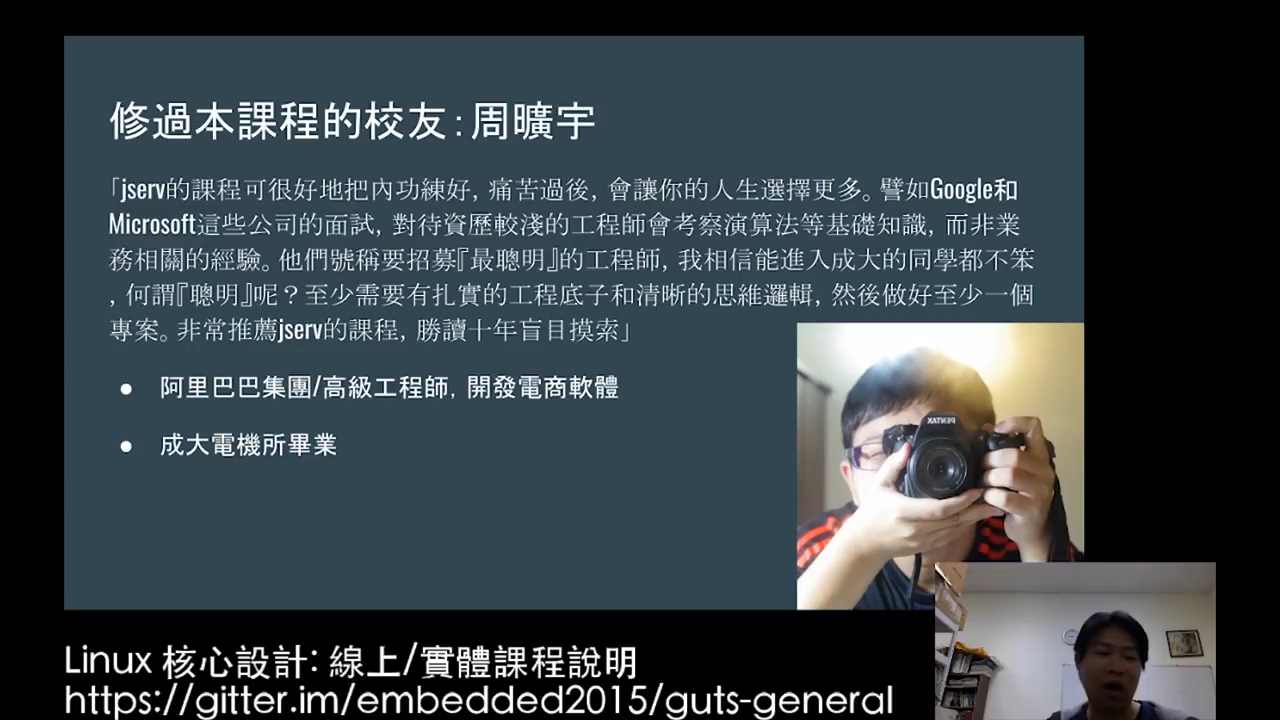 修過本課程的校友：周曠宇
「jserv的課程可很好地把內功練好，痛苦過後，會讓你的人生選擇更多。譬如Google和
Microsoft這些公司的面試，對待資歷較淺的工程師會考察演算法等基礎知識，而非業
務相關的經驗。他們號稱要招募『最聰明』的工程師，我相信能進入成大的同學都不笨
，何謂『聰明』呢？至少需要有扎實的工程底子和清晰的思維邏輯，然後做好至少一個
專案。非常推薦jserv的課程，勝讀十年盲目摸索」
● 阿里巴巴集團/高級工程師，開發電商軟體
● 成大電機所畢業
PENTAX
Linux 核心設計: 線上/實體課程說明
https://gitter.im/embedded2015/guts-general